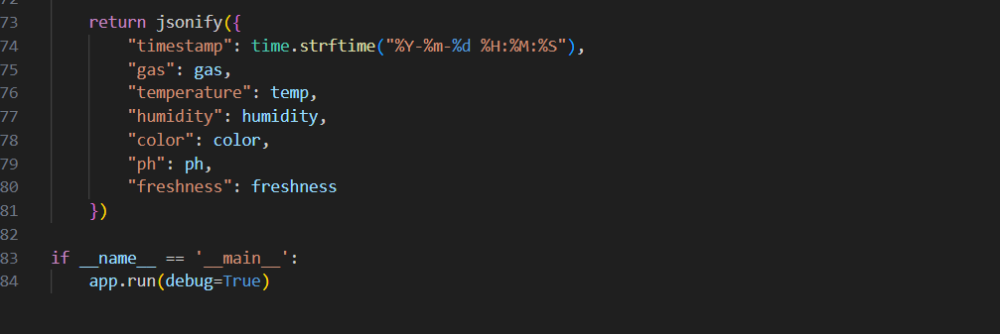 73 return jsonify({
74 "timestamp": time.strftime("%Y-%m-%d %H:%M:%S"),
75 "gas": gas,
76 "temperature": temp,
77 "humidity": humidity,
78 "color": color,
79 "ph": ph,
80 "freshness": freshness
81 })
82
83 if __name__ == '__main__':
84 app.run(debug=True)